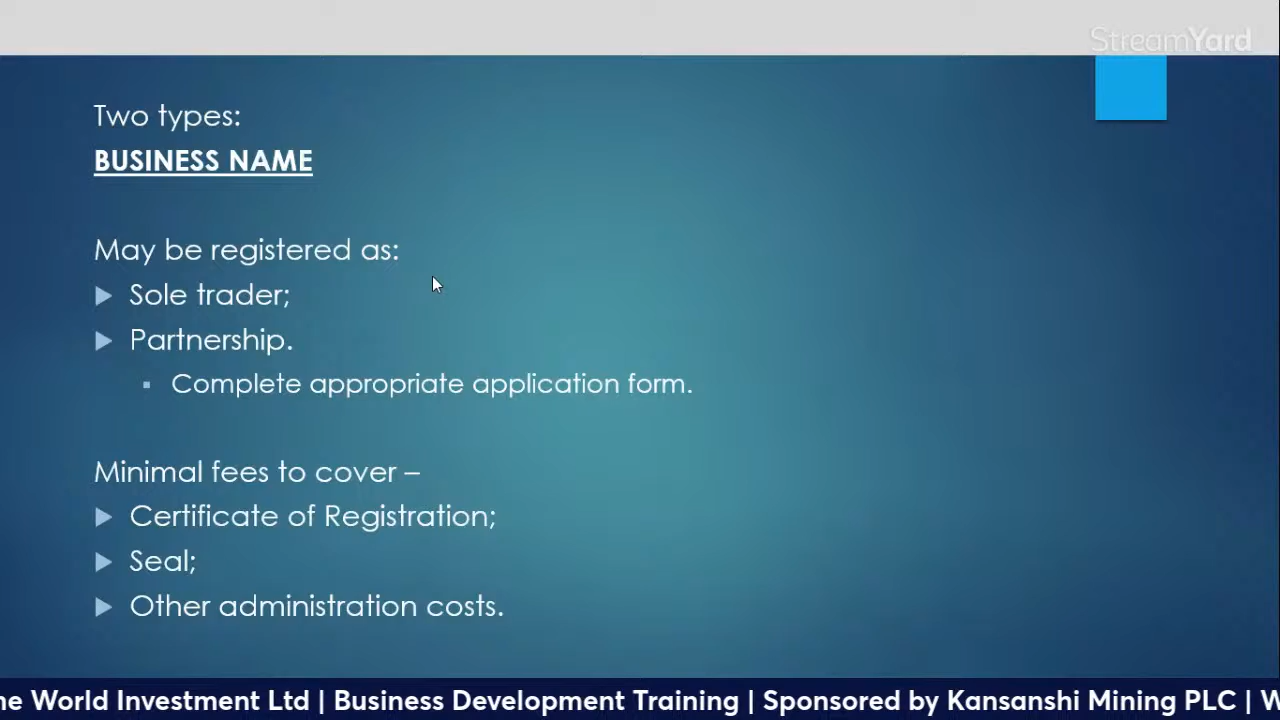 StreamYard
Two types:
BUSINESS NAME
May be registered as:
Sole trader;
Partnership.
Complete appropriate application form.
Minimal fees to cover –
Certificate of Registration;
Seal;
Other administration costs.
World Investment Ltd | Business Development Training | Sponsored by Kansanshi Mining PLC |